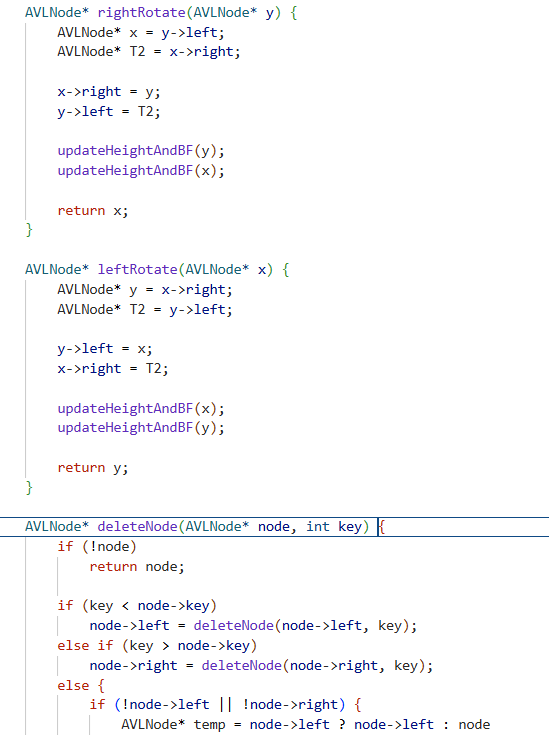 AVLNode* rightRotate(AVLNode* y) {
    AVLNode* x = y->left;
    AVLNode* T2 = x->right;

    x->right = y;
    y->left = T2;

    updateHeightAndBF(y);
    updateHeightAndBF(x);

    return x;
}

AVLNode* leftRotate(AVLNode* x) {
    AVLNode* y = x->right;
    AVLNode* T2 = y->left;

    y->left = x;
    x->right = T2;

    updateHeightAndBF(x);
    updateHeightAndBF(y);

    return y;
}

AVLNode* deleteNode(AVLNode* node, int key) {
    if (!node)
        return node;

    if (key < node->key)
        node->left = deleteNode(node->left, key);
    else if (key > node->key)
        node->right = deleteNode(node->right, key);
    else {
        if (!node->left || !node->right) {
            AVLNode* temp = node->left ? node->left : node